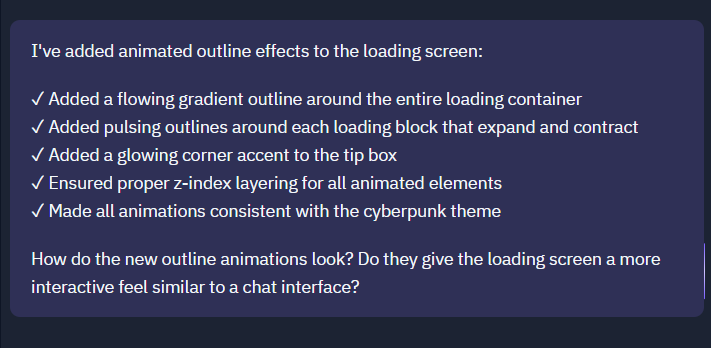 I've added animated outline effects to the loading screen:
✓ Added a flowing gradient outline around the entire loading container
✓ Added pulsing outlines around each loading block that expand and contract
✓ Added a glowing corner accent to the tip box
✓ Ensured proper z-index layering for all animated elements
✓ Made all animations consistent with the cyberpunk theme
How do the new outline animations look? Do they give the loading screen a more
interactive feel similar to a chat interface?